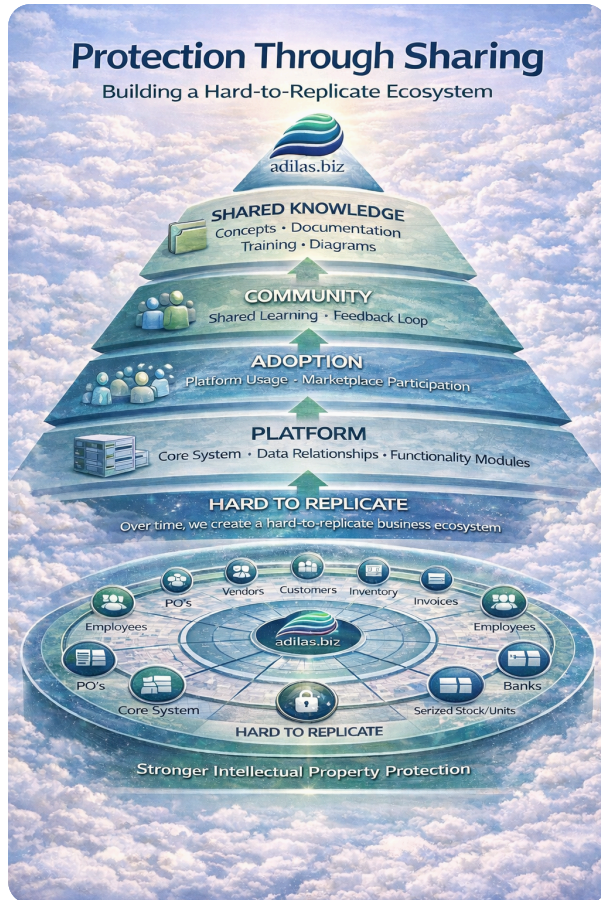 Protection Through Sharing
Building a Hard-to-Replicate Ecosystem
adilas.biz
SHARED KNOWLEDGE
Concepts • Documentation
Training • Diagrams
COMMUNITY
Shared Learning • Feedback Loop
ADOPTION
Platform Usage - Marketplace Participation
PLATFORM
Core System • Data Relationships • Functionality Modules
HARD TO REPLICATE
Over time, we create a hard-to-replicate business ecosystem
Employees
PO's
Vendors
Customers
Inventory
Invoices
Employees
adilas.biz
PO's
Core System
Serized Stock/Units
Banks
HARD TO REPLICATE
Stronger Intellectual Property Protection